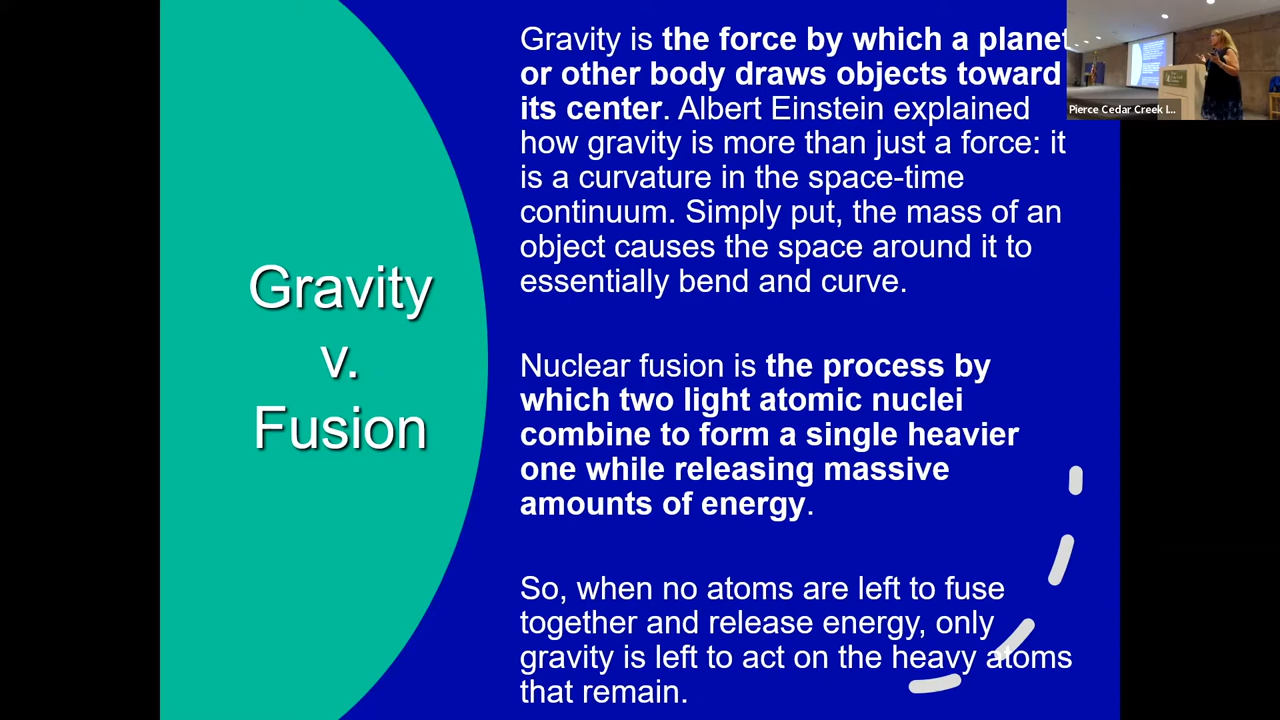 Gravity
v.
Fusion
Gravity is the force by which a planet
or other body draws objects toward
its center. Albert Einstein explained
how gravity is more than just a force: it
is a curvature in the space-time
continuum. Simply put, the mass of an
object causes the space around it to
essentially bend and curve.
Nuclear fusion is the process by
which two light atomic nuclei
combine to form a single heavier
one while releasing massive
amounts of energy.
So, when no atoms are left to fuse
together and release energy, only
gravity is left to act on the heavy atoms
that remain.
Pierce Cedar Creek I...